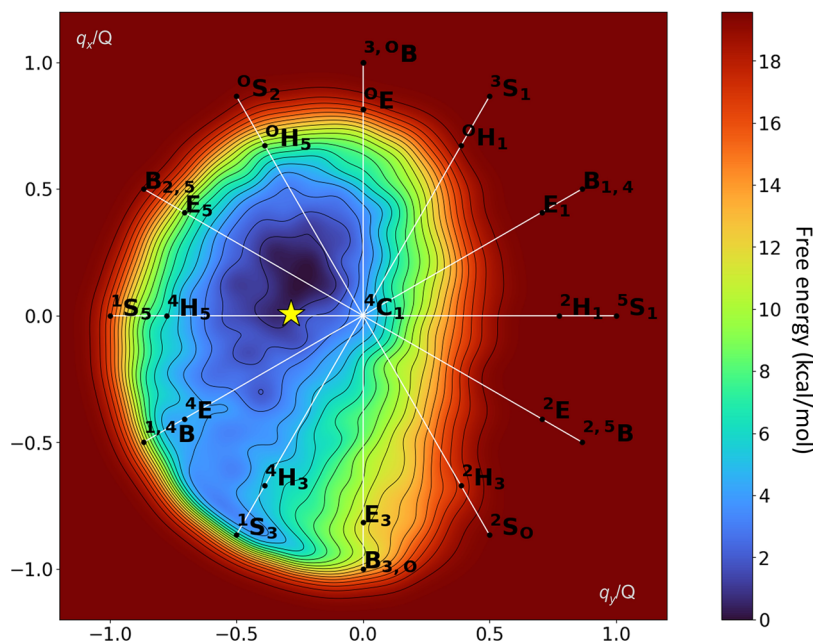 qₓ/Q
³,ᴼB
ᴼS₂
ᴼE
³S₁
ᴼH₅
ᴼH₁
B₂,₅
B₁,₄
E₅
E₁
¹S₅
⁴H₅
⁴C₁
²H₁
⁵S₁
⁴E
²E
¹,⁴B
²,⁵B
⁴H₃
²H₃
¹S₃
E₃
²Sₒ
B₃,ₒ
q_y/Q
1.0
0.5
0.0
−0.5
−1.0
−1.0
−0.5
0.0
0.5
1.0
18
16
14
12
10
8
6
4
2
0
Free energy (kcal/mol)